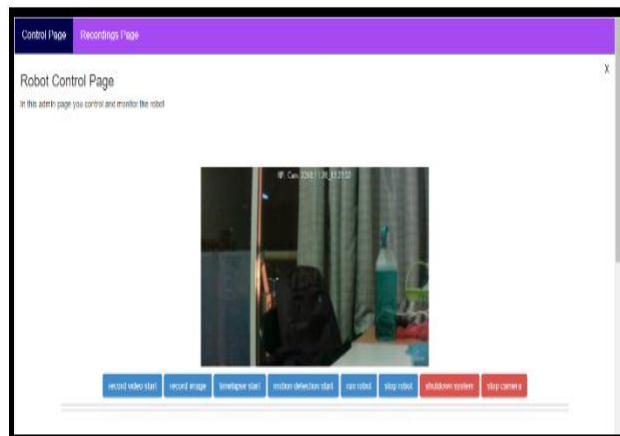 Control Page Recordings Page
X
Robot Control Page
In this admin page you control and monitor the robot
record video start record image timelapse start motion detection start run robot stop robot shutdown system stop camera